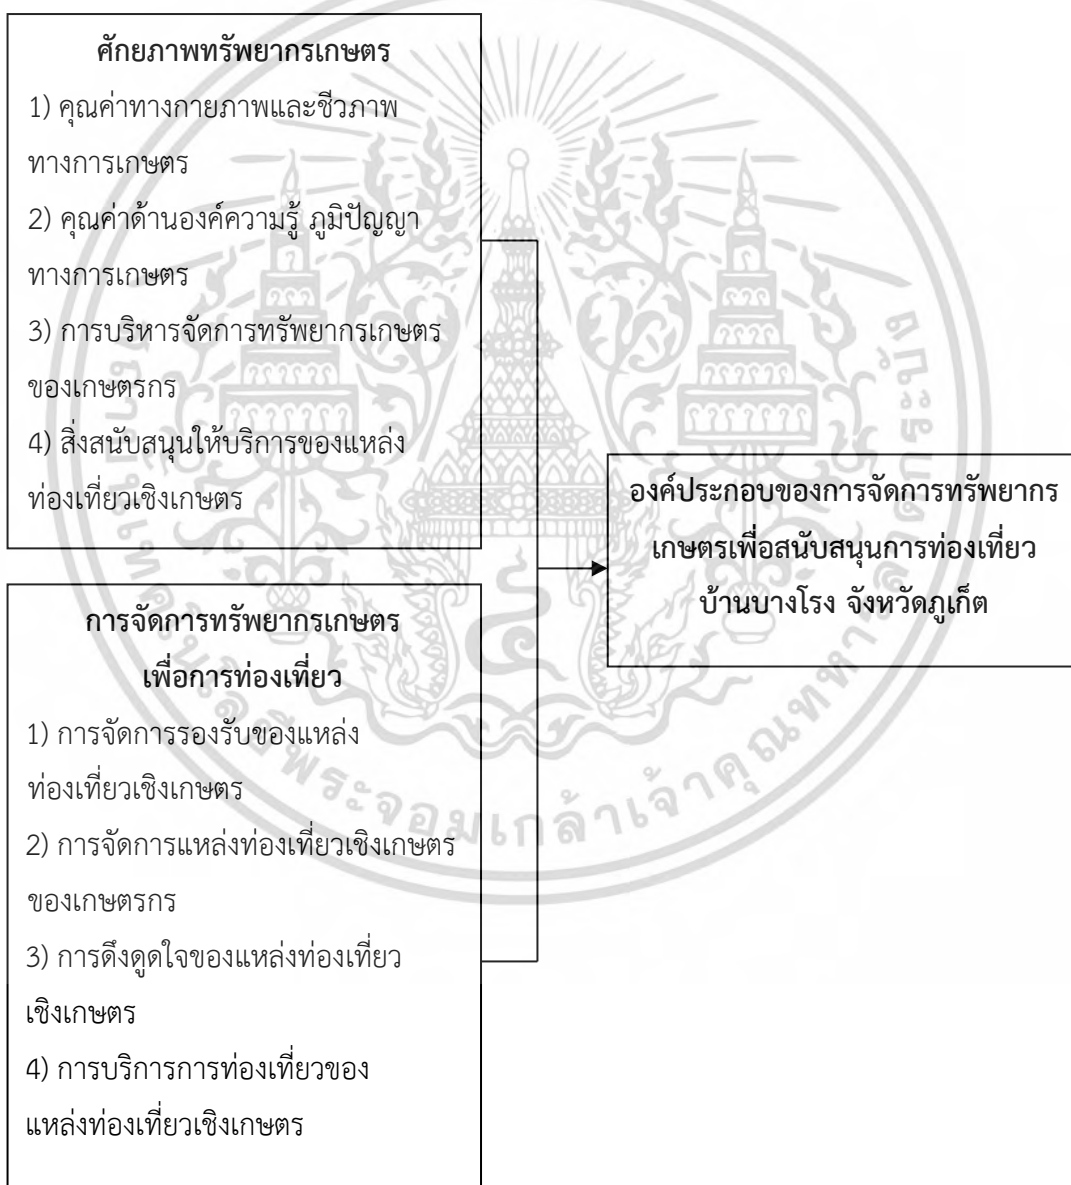 ศักยภาพทรัพยากรเกษตร
1) คุณค่าทางกายภาพและชีวภาพ
ทางการเกษตร
2) คุณค่าด้านองค์ความรู้ ภูมิปัญญา
ทางการเกษตร
3) การบริหารจัดการทรัพยากรเกษตร
ของเกษตรกร
4) สิ่งสนับสนุนให้บริการของแหล่ง
ท่องเที่ยวเชิงเกษตร
การจัดการทรัพยากรเกษตร
เพื่อการท่องเที่ยว
1) การจัดการรองรับของแหล่ง
ท่องเที่ยวเชิงเกษตร
2) การจัดการแหล่งท่องเที่ยวเชิงเกษตร
ของเกษตรกร
3) การดึงดูดใจของแหล่งท่องเที่ยว
เชิงเกษตร
4) การบริการการท่องเที่ยวของ
แหล่งท่องเที่ยวเชิงเกษตร
องค์ประกอบของการจัดการทรัพยากร
เกษตรเพื่อสนับสนุนการท่องเที่ยว
บ้านบางโรง จังหวัดภูเก็ต